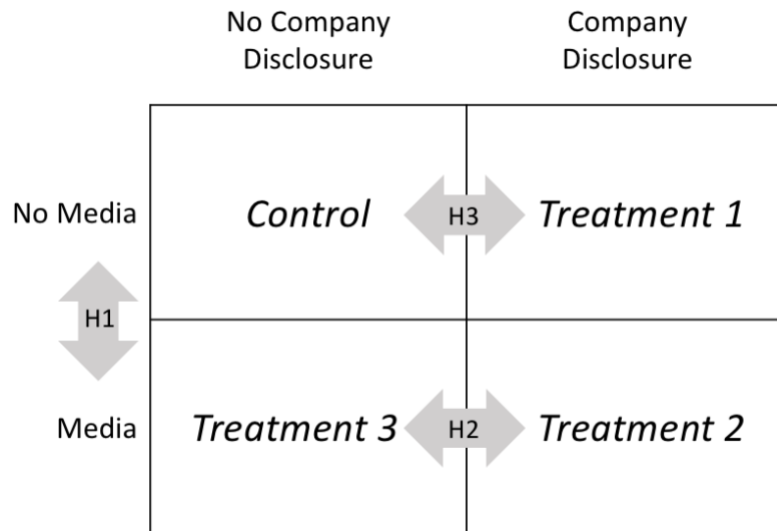 No Company
Disclosure
Company
Disclosure
No Media
Control
H3
Treatment 1
H1
Media
Treatment 3
H2
Treatment 2